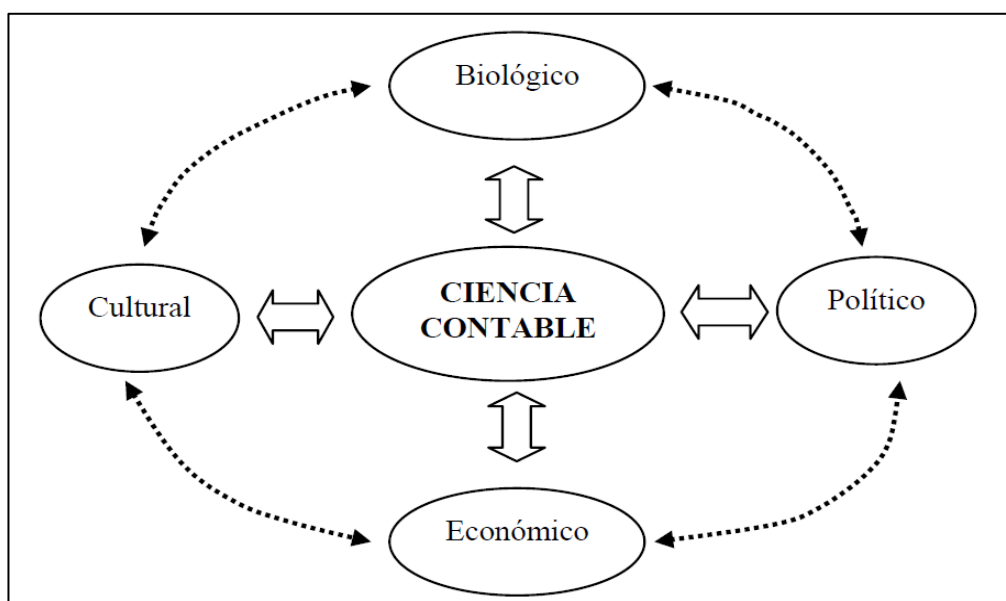 Biológico
Cultural
CIENCIA
CONTABLE
Político
Económico